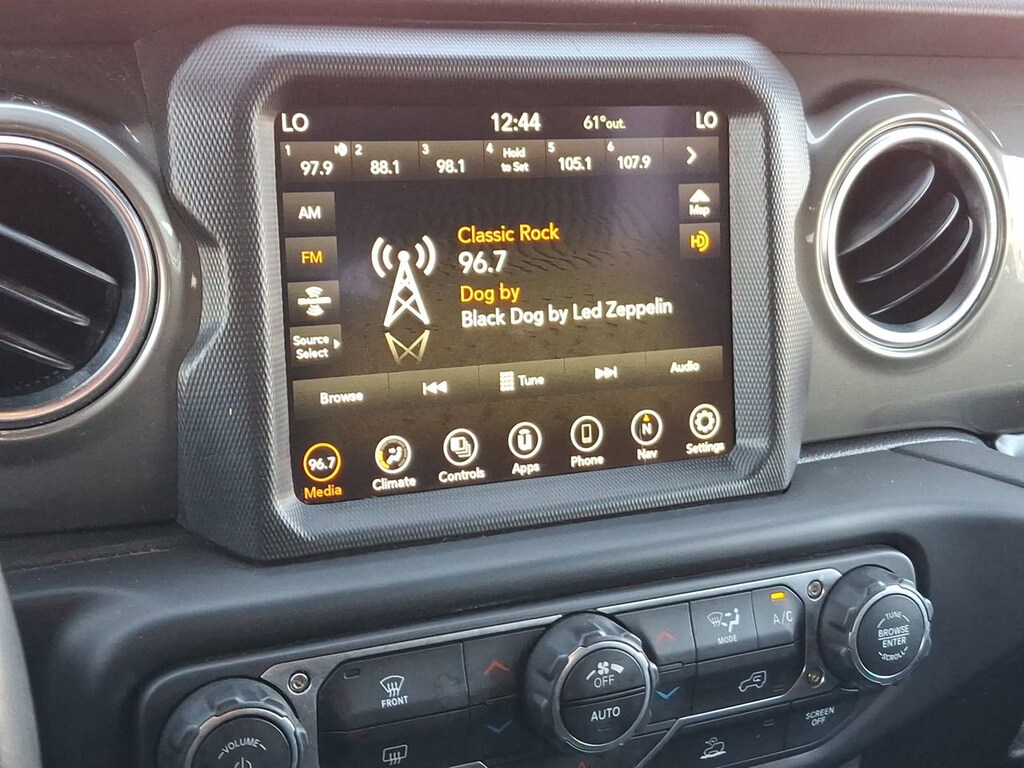 LO 12:44 61°out. LO
1 97.9 2 88.1 3 98.1 4 Hold to Set 5 105.1 6 107.9
AM
Map
Classic Rock
FM
96.7
Dog by
Black Dog by Led Zeppelin
Source
Select
Browse Tune Audio
96.7
Media Climate Controls Apps Phone Nav Settings
N
U
A/C
MODE
TUNE
BROWSE
ENTER
SCROLL
OFF
AUTO
FRONT
SCREEN
OFF
VOLUME